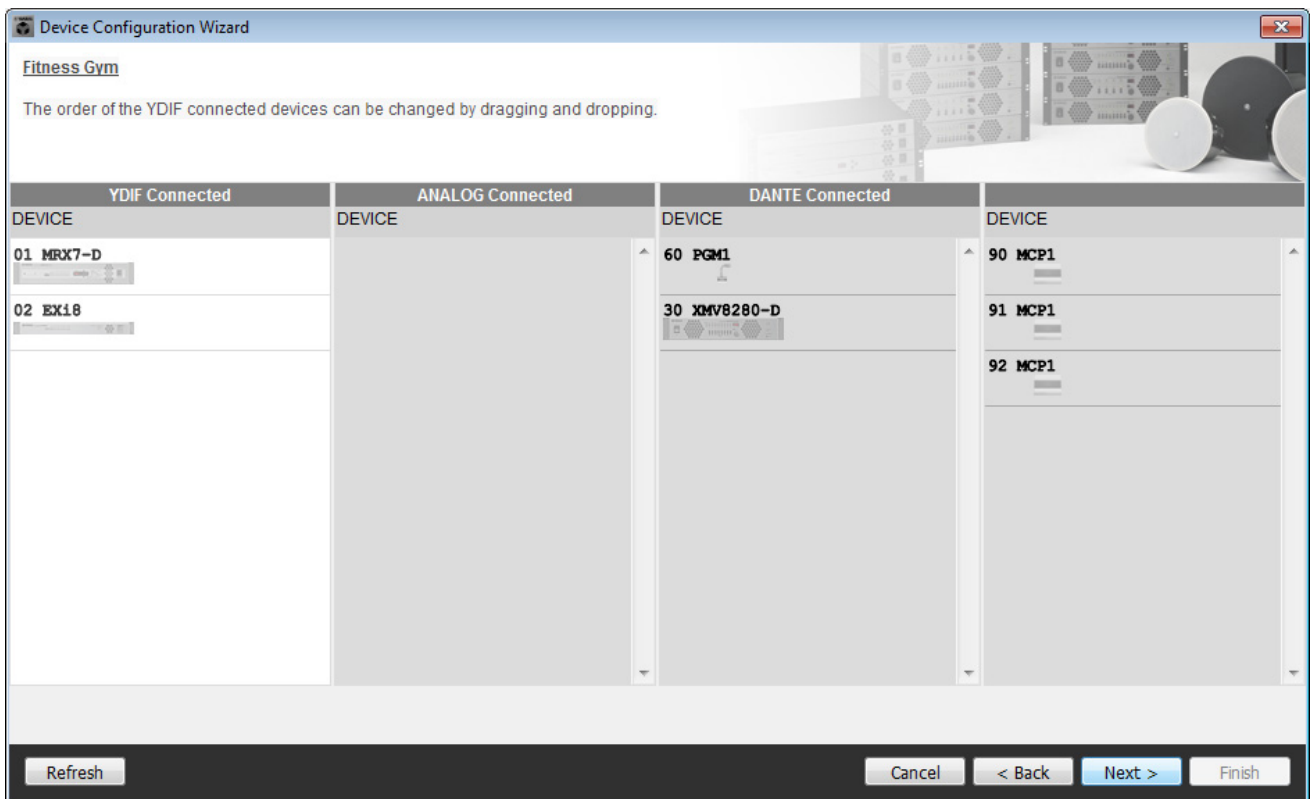 Device Configuration Wizard
Fitness Gym
The order of the YDIF connected devices can be changed by dragging and dropping.
YDIF Connected
ANALOG Connected
DANTE Connected
DEVICE
DEVICE
DEVICE
DEVICE
01 MRX7-D
60 PGM1
90 MCP1
02 EXi8
30 XMV8280-D
91 MCP1
92 MCP1
Refresh
Cancel
< Back
Next >
Finish